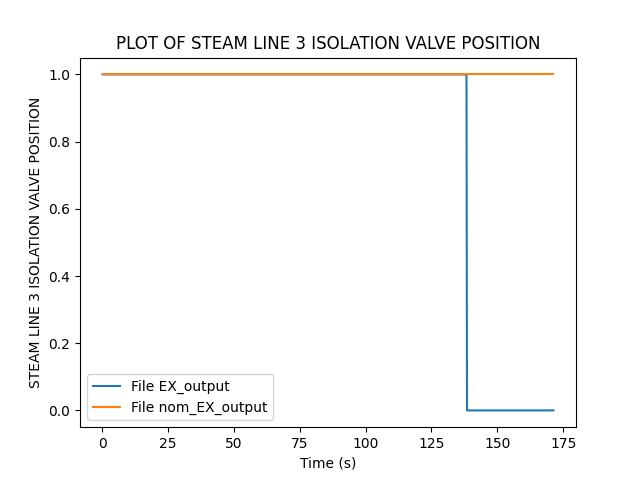 PLOT OF STEAM LINE 3 ISOLATION VALVE POSITION
STEAM LINE 3 ISOLATION VALVE POSITION
1.0
0.8
0.6
0.4
0.2
0.0
File EX_output
File nom_EX_output
0 25 50 75 100 125 150 175
Time (s)